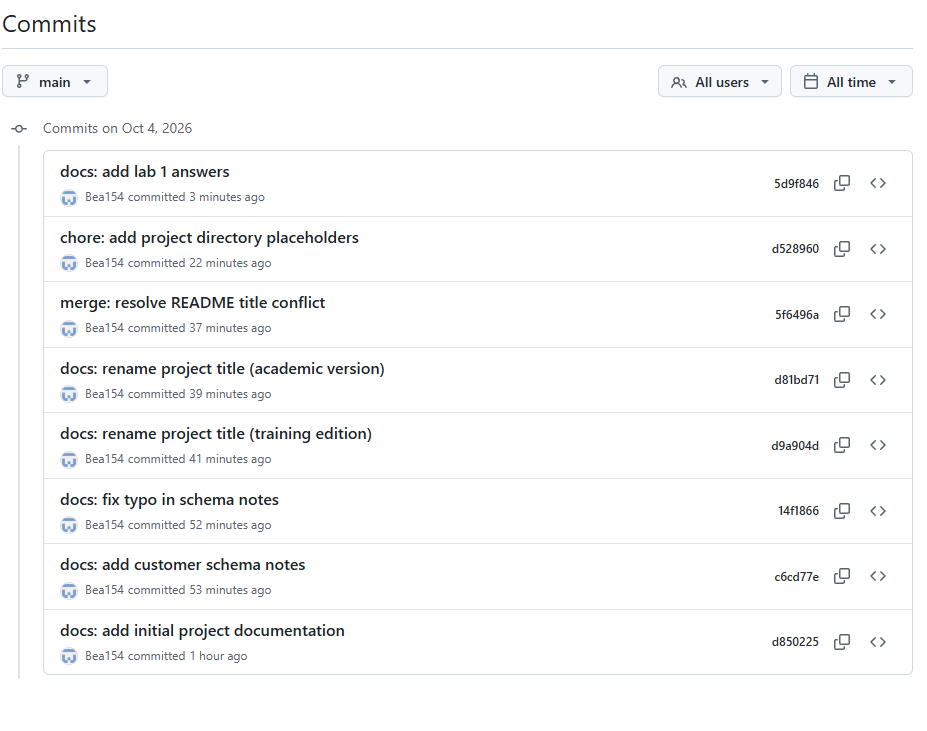 Commits
main
All users
All time
Commits on Oct 4, 2026
docs: add lab 1 answers
Bea154 committed 3 minutes ago
5d9f846
chore: add project directory placeholders
Bea154 committed 22 minutes ago
d528960
merge: resolve README title conflict
Bea154 committed 37 minutes ago
5f6496a
docs: rename project title (academic version)
Bea154 committed 39 minutes ago
d81bd71
docs: rename project title (training edition)
Bea154 committed 41 minutes ago
d9a904d
docs: fix typo in schema notes
Bea154 committed 52 minutes ago
14f1866
docs: add customer schema notes
Bea154 committed 53 minutes ago
c6cd77e
docs: add initial project documentation
Bea154 committed 1 hour ago
d850225